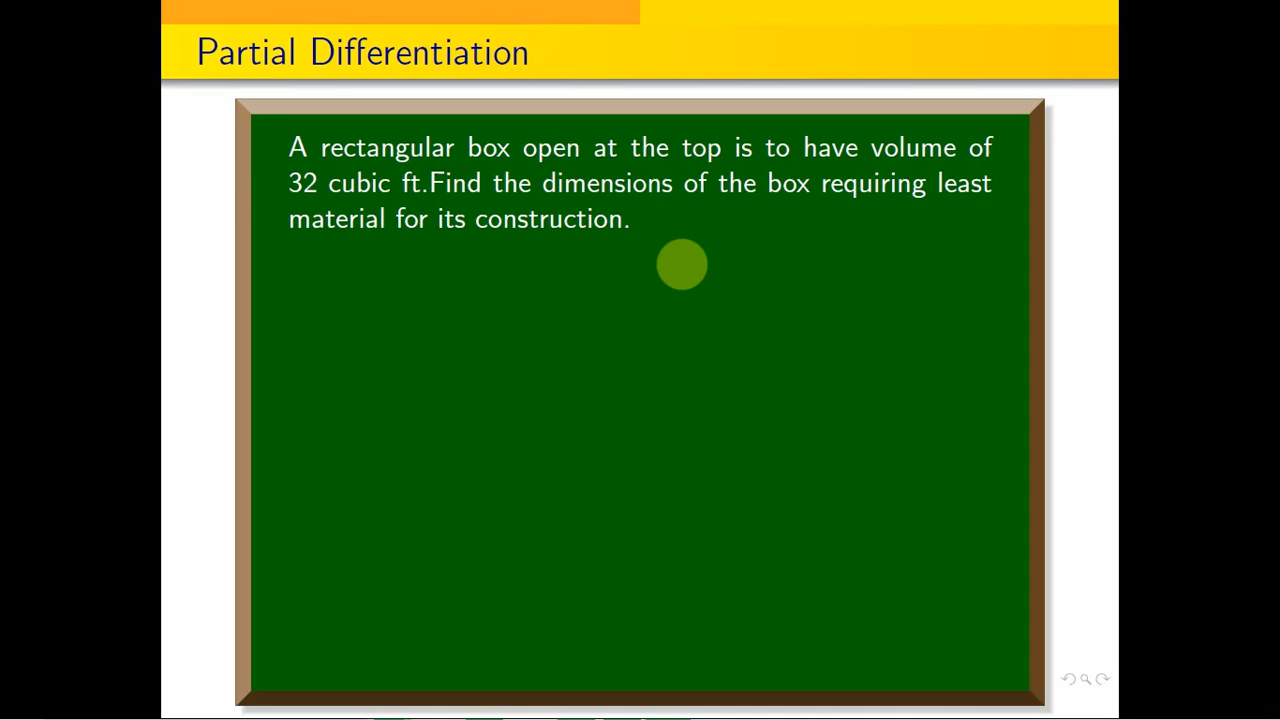 Partial Differentiation
A rectangular box open at the top is to have volume of
32 cubic ft.Find the dimensions of the box requiring least
material for its construction.